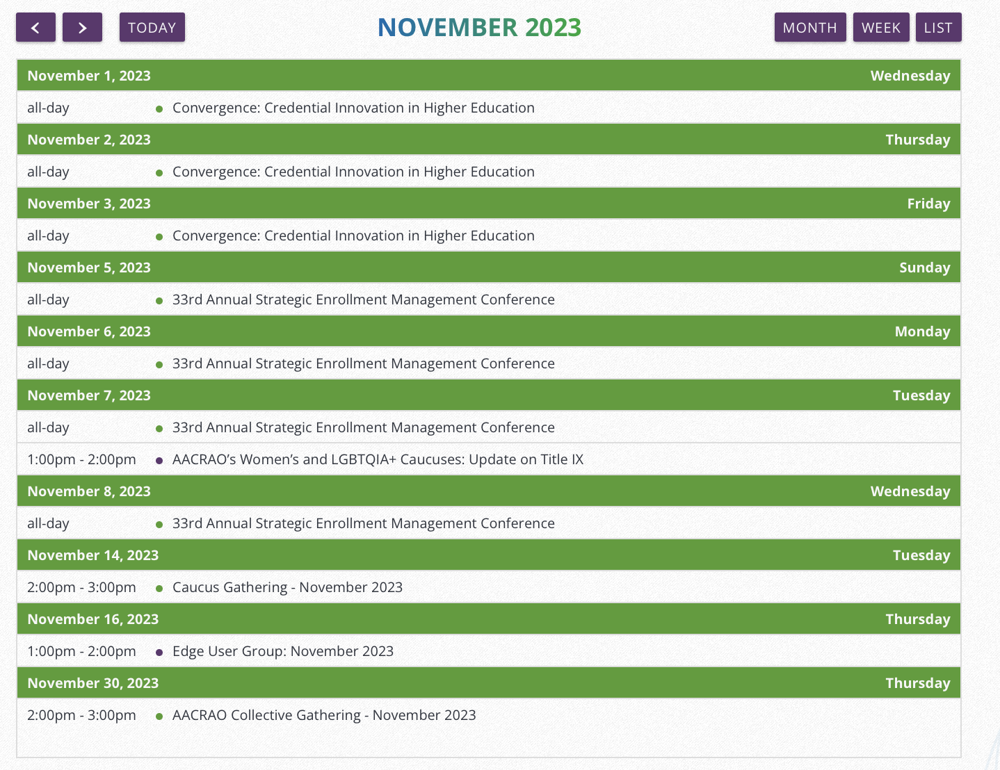 TODAY
NOVEMBER 2023
MONTH WEEK LIST
November 1, 2023 Wednesday
all-day Convergence: Credential Innovation in Higher Education
November 2, 2023 Thursday
all-day Convergence: Credential Innovation in Higher Education
November 3, 2023 Friday
all-day Convergence: Credential Innovation in Higher Education
November 5, 2023 Sunday
all-day 33rd Annual Strategic Enrollment Management Conference
November 6, 2023 Monday
all-day 33rd Annual Strategic Enrollment Management Conference
November 7, 2023 Tuesday
all-day 33rd Annual Strategic Enrollment Management Conference
1:00pm - 2:00pm AACRAO’s Women’s and LGBTQIA+ Caucuses: Update on Title IX
November 8, 2023 Wednesday
all-day 33rd Annual Strategic Enrollment Management Conference
November 14, 2023 Tuesday
2:00pm - 3:00pm Caucus Gathering - November 2023
November 16, 2023 Thursday
1:00pm - 2:00pm Edge User Group: November 2023
November 30, 2023 Thursday
2:00pm - 3:00pm AACRAO Collective Gathering - November 2023